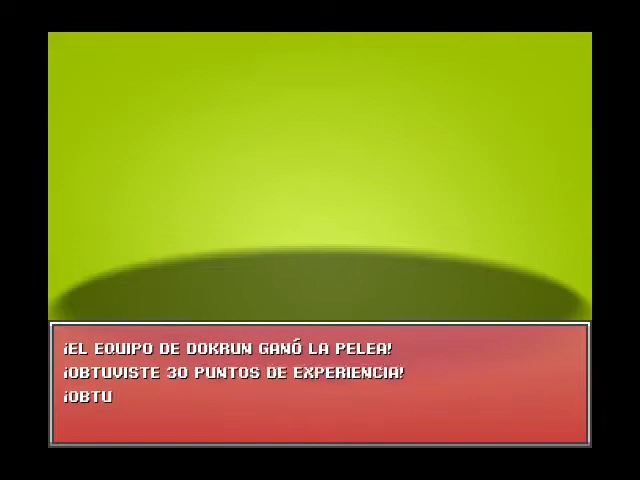 ¡EL EQUIPO DE DOKRUN GANÓ LA PELEA!
¡OBTUVISTE 30 PUNTOS DE EXPERIENCIA!
¡OBTU